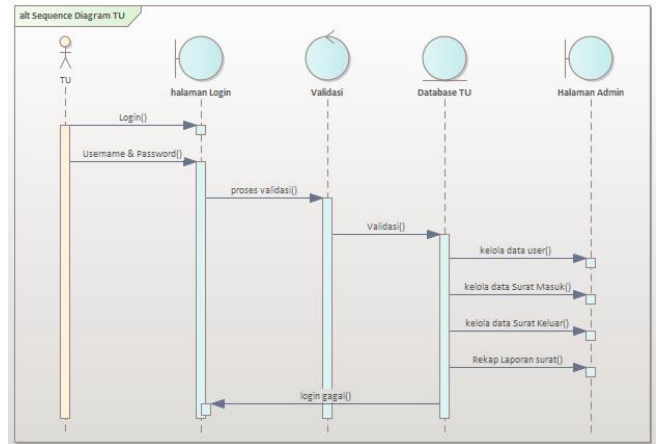 alt Sequence Diagram TU
TU
halaman Login
Validasi
Database TU
Halaman Admin
Login()
Username & Password()
proses validasi()
Validasi()
kelola data user()
kelola data Surat Masuk()
kelola data Surat Keluar()
Rekap Laporan surat()
login gagal()